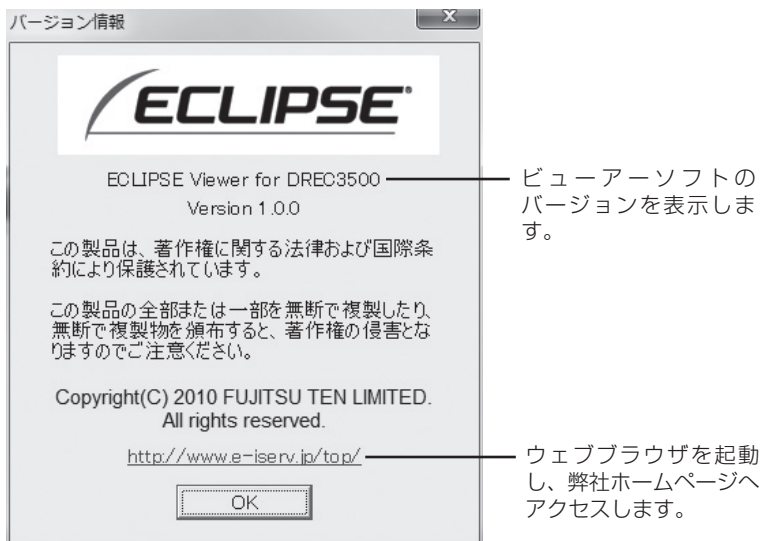 バージョン情報
x
ECLIPSE
ECLIPSE Viewer for DREC3500
Version 1.0.0
この製品は、著作権に関する法律および国際条
約により保護されています。
この製品の全部または一部を無断で複製したり、
無断で複製物を頒布すると、著作権の侵害とな
りますのでご注意ください。
Copyright(C) 2010 FUJITSU TEN LIMITED.
All rights reserved.
http://www.e-iserv.jp/top/
OK
ビューアーソフトの
バージョンを表示しま
す。
ウェブブラウザを起動
し、弊社ホームページへ
アクセスします。